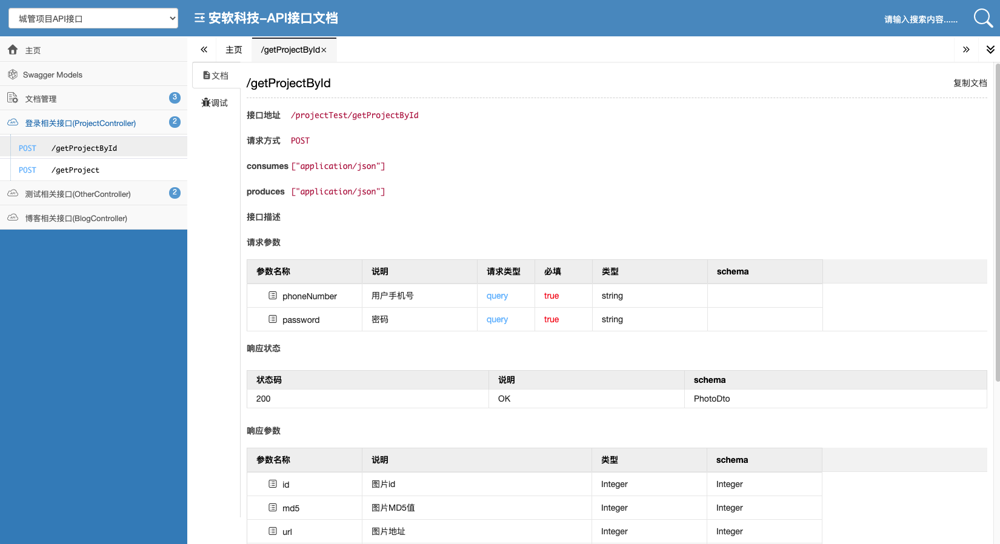 城管项目API接口
安软科技-API接口文档
请输入搜索内容......
主页
Swagger Models
文档管理 3
登录相关接口(ProjectController) 2
POST /getProjectById
POST /getProject
测试相关接口(OtherController) 2
博客相关接口(BlogController)
主页 /getProjectById×
文档
调试
/getProjectById 复制文档
接口地址 /projectTest/getProjectById
请求方式 POST
consumes ["application/json"]
produces ["application/json"]
接口描述
请求参数
参数名称 说明 请求类型 必填 类型 schema
phoneNumber 用户手机号 query true string
password 密码 query true string
响应状态
状态码 说明 schema
200 OK PhotoDto
响应参数
参数名称 说明 类型 schema
id 图片id Integer Integer
md5 图片MD5值 Integer Integer
url 图片地址 Integer Integer